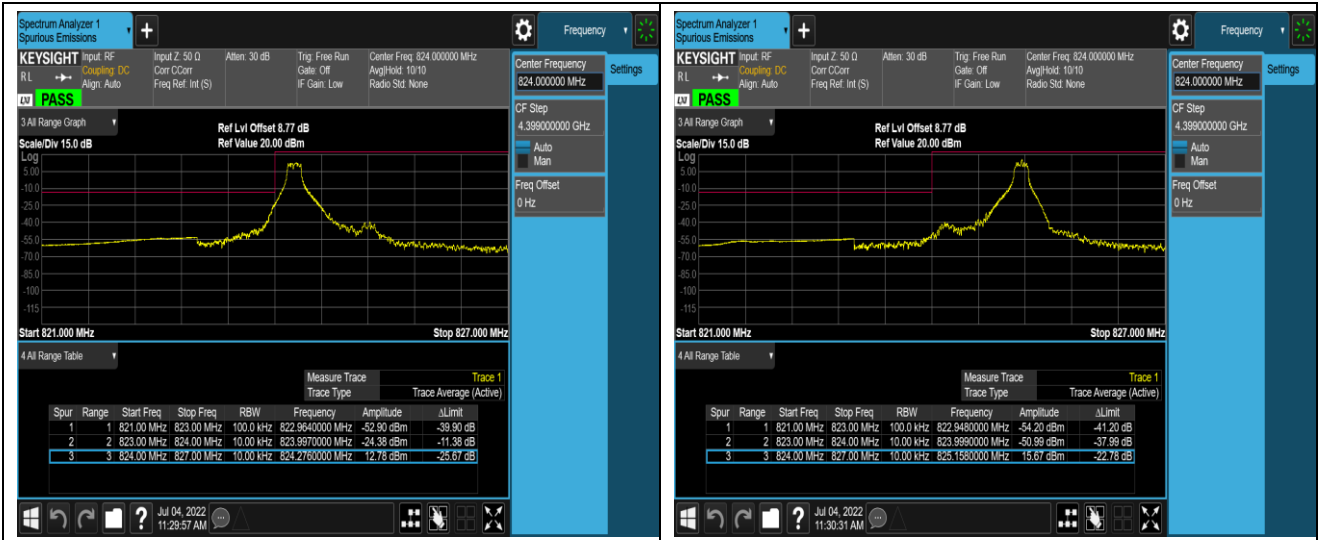 Spectrum Analyzer 1
Spurious Emissions
Frequency
KEYSIGHT Input: RF Input Z: 50 Ω Atten: 30 dB Trig: Free Run Center Freq: 824.000000 MHz
Coupling: DC Corr CCorr Gate: Off Avg|Hold: 10/10
R L Align: Auto Freq Ref: Int (S) IF Gain: Low Radio Std: None
LXI PASS
Center Frequency
824.000000 MHz
Settings
CF Step
4.399000000 GHz
Auto
Man
Freq Offset
0 Hz
3 All Range Graph
Ref Lvl Offset 8.77 dB
Scale/Div 15.0 dB Ref Value 20.00 dBm
Log
5.00
-10.0
-25.0
-40.0
-55.0
-70.0
-85.0
-100
-115
Start 821.000 MHz Stop 827.000 MHz
4 All Range Table
Measure Trace Trace 1
Trace Type Trace Average (Active)
Spur Range Start Freq Stop Freq RBW Frequency Amplitude ΔLimit
1 1 821.00 MHz 823.00 MHz 100.0 kHz 822.9640000 MHz -52.90 dBm -39.90 dB
2 2 823.00 MHz 824.00 MHz 10.00 kHz 823.9970000 MHz -24.38 dBm -11.38 dB
3 3 824.00 MHz 827.00 MHz 10.00 kHz 824.2760000 MHz 12.78 dBm -25.67 dB
? Jul 04, 2022
11:29:57 AM
Spectrum Analyzer 1
Spurious Emissions
Frequency
KEYSIGHT Input: RF Input Z: 50 Ω Atten: 30 dB Trig: Free Run Center Freq: 824.000000 MHz
Coupling: DC Corr CCorr Gate: Off Avg|Hold: 10/10
R L Align: Auto Freq Ref: Int (S) IF Gain: Low Radio Std: None
LXI PASS
Center Frequency
824.000000 MHz
Settings
CF Step
4.399000000 GHz
Auto
Man
Freq Offset
0 Hz
3 All Range Graph
Ref Lvl Offset 8.77 dB
Scale/Div 15.0 dB Ref Value 20.00 dBm
Log
5.00
-10.0
-25.0
-40.0
-55.0
-70.0
-85.0
-100
-115
Start 821.000 MHz Stop 827.000 MHz
4 All Range Table
Measure Trace Trace 1
Trace Type Trace Average (Active)
Spur Range Start Freq Stop Freq RBW Frequency Amplitude ΔLimit
1 1 821.00 MHz 823.00 MHz 100.0 kHz 822.9480000 MHz -54.20 dBm -41.20 dB
2 2 823.00 MHz 824.00 MHz 10.00 kHz 823.9990000 MHz -50.99 dBm -37.99 dB
3 3 824.00 MHz 827.00 MHz 10.00 kHz 825.1580000 MHz 15.67 dBm -22.78 dB
? Jul 04, 2022
11:30:31 AM